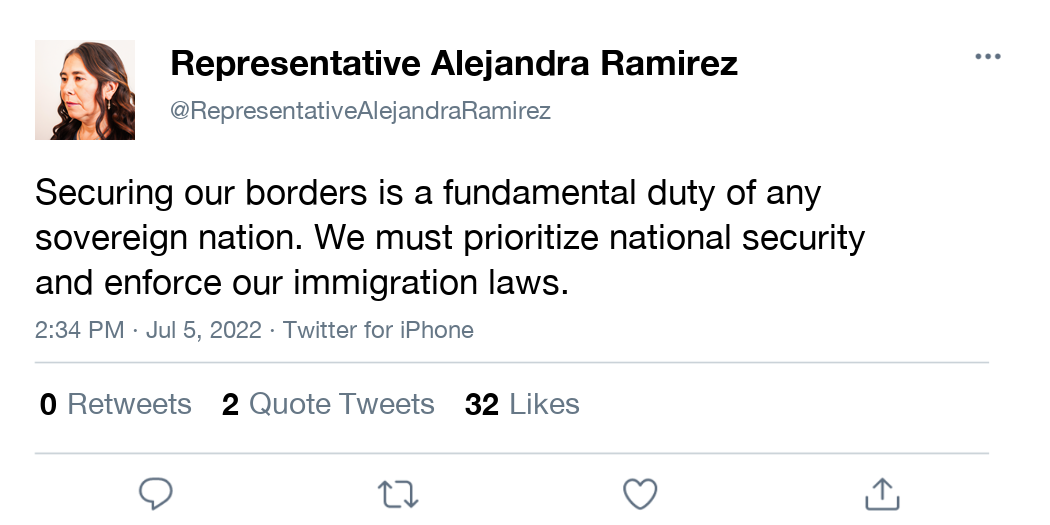 Representative Alejandra Ramirez
@RepresentativeAlejandraRamirez
Securing our borders is a fundamental duty of any
sovereign nation. We must prioritize national security
and enforce our immigration laws.
2:34 PM · Jul 5, 2022 · Twitter for iPhone
0 Retweets 2 Quote Tweets 32 Likes